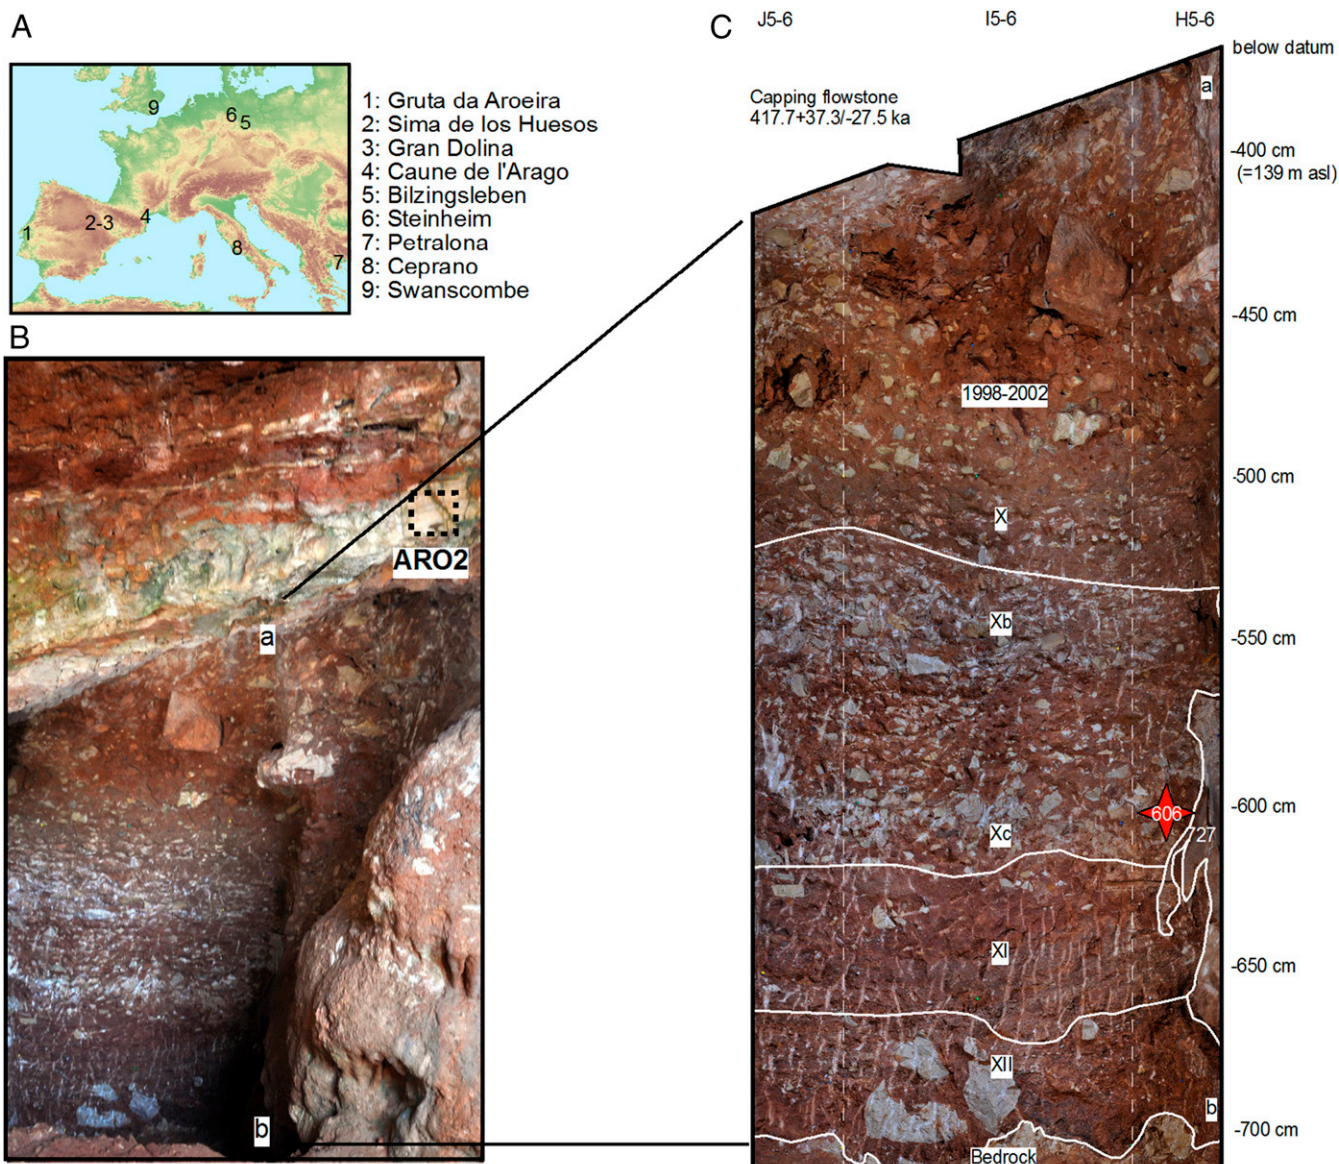 A
9
6
5
2-3
4
1
8
7
1: Gruta da Aroeira
2: Sima de los Huesos
3: Gran Dolina
4: Caune de l'Arago
5: Bilzingsleben
6: Steinheim
7: Petralona
8: Ceprano
9: Swanscombe
B
ARO2
a
b
C
J5-6
I5-6
H5-6
below datum
Capping flowstone
417.7+37.3/-27.5 ka
a
-400 cm
(=139 m asl)
-450 cm
1998-2002
-500 cm
X
Xb
-550 cm
-600 cm
606
727
Xc
XI
-650 cm
XII
b
-700 cm
Bedrock